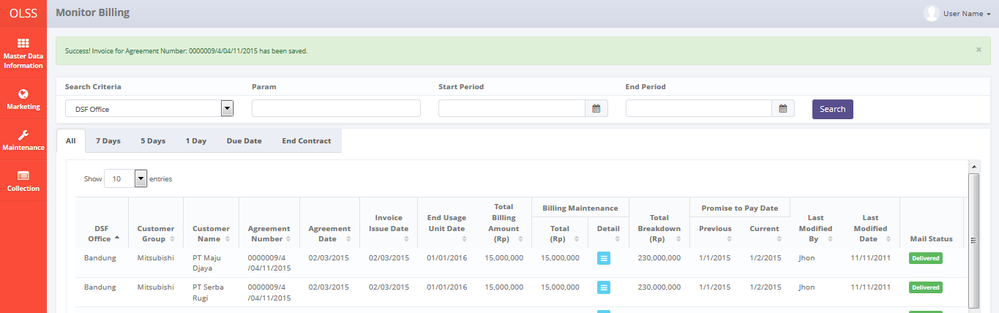 OLSS
Monitor Billing
User Name
Master Data
Information
Marketing
Maintenance
Collection
Success! Invoice for Agreement Number: 0000009/4/04/11/2015 has been saved.
×
Search Criteria Param Start Period End Period
DSF Office
Search
All 7 Days 5 Days 1 Day Due Date End Contract
Show 10 entries
DSF
Office
Customer
Group
Customer
Name
Agreement
Number
Agreement
Date
Invoice
Issue Date
End Usage
Unit Date
Total
Billing
Amount
(Rp)
Billing Maintenance
Total
(Rp)
Detail
Total
Breakdown
(Rp)
Promise to Pay Date
Previous
Current
Last
Modified
By
Last
Modified
Date
Mail Status
Bandung Mitsubishi PT Maju 0000009/4 02/03/2015 02/03/2015 01/01/2016 15,000,000 15,000,000 230,000,000 1/1/2015 1/2/2015 Jhon 11/11/2011 Delivered
Djaya /04/11/2015
Bandung Mitsubishi PT Serba 0000009/4 02/03/2015 02/03/2015 01/01/2016 15,000,000 15,000,000 230,000,000 1/1/2015 1/2/2015 Jhon 11/11/2011 Delivered
Rugi /04/11/2015